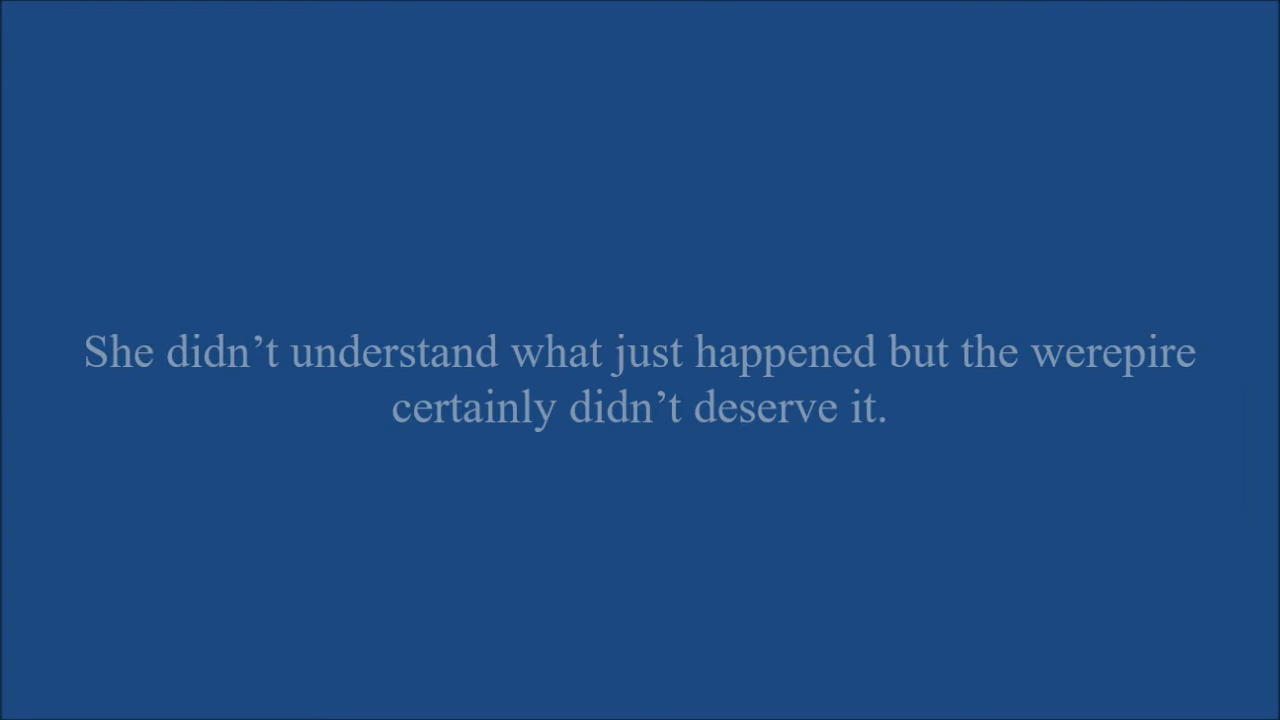 She didn’t understand what just happened but the werepire
certainly didn’t deserve it.